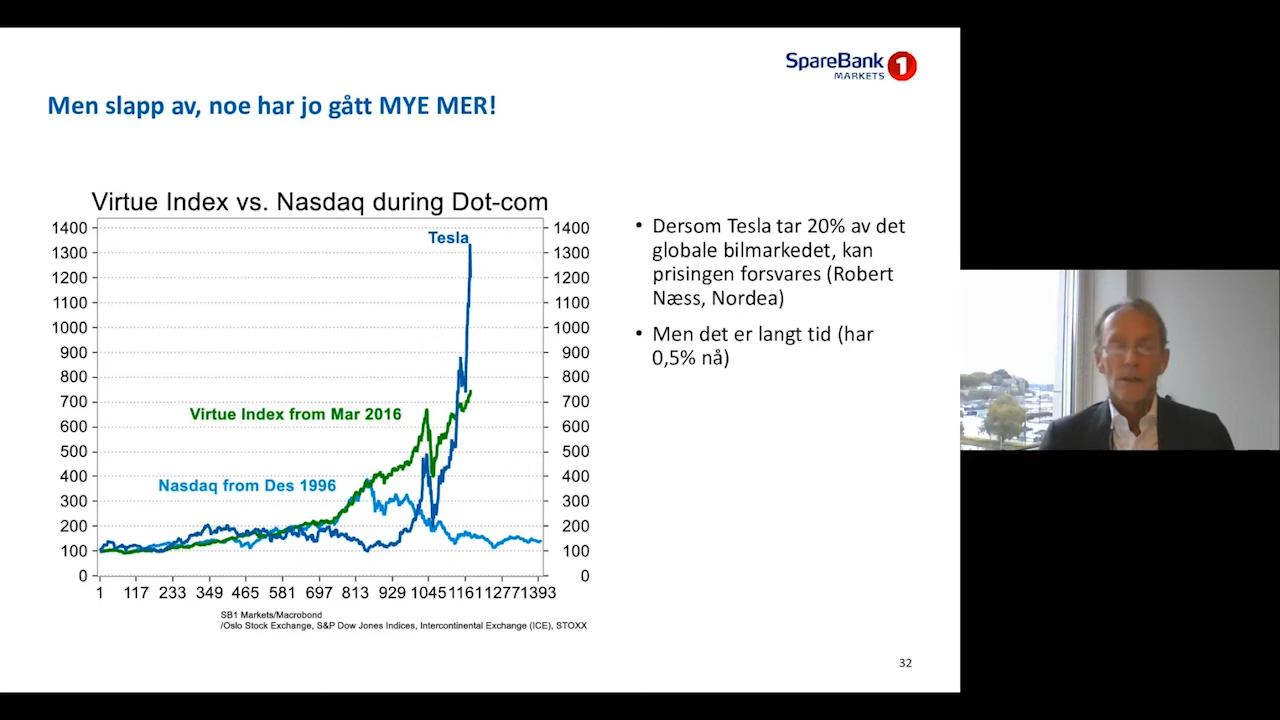 SpareBank 1
MARKETS
Men slapp av, noe har jo gått MYE MER!
Virtue Index vs. Nasdaq during Dot-com
1400 1400
1300 1300
1200 1200
1100 1100
1000 1000
900 900
800 800
700 700
600 600
500 500
400 400
300 300
200 200
100 100
0 0
Tesla
Virtue Index from Mar 2016
Nasdaq from Des 1996
1 117 233 349 465 581 697 813 929 1045 1161 1277 1393
SB1 Markets/Macrobond
/Oslo Stock Exchange, S&P Dow Jones Indices, Intercontinental Exchange (ICE), STOXX
• Dersom Tesla tar 20% av det
globale bilmarkedet, kan
prisingen forsvares (Robert
Næss, Nordea)
• Men det er langt tid (har
0,5% nå)
32